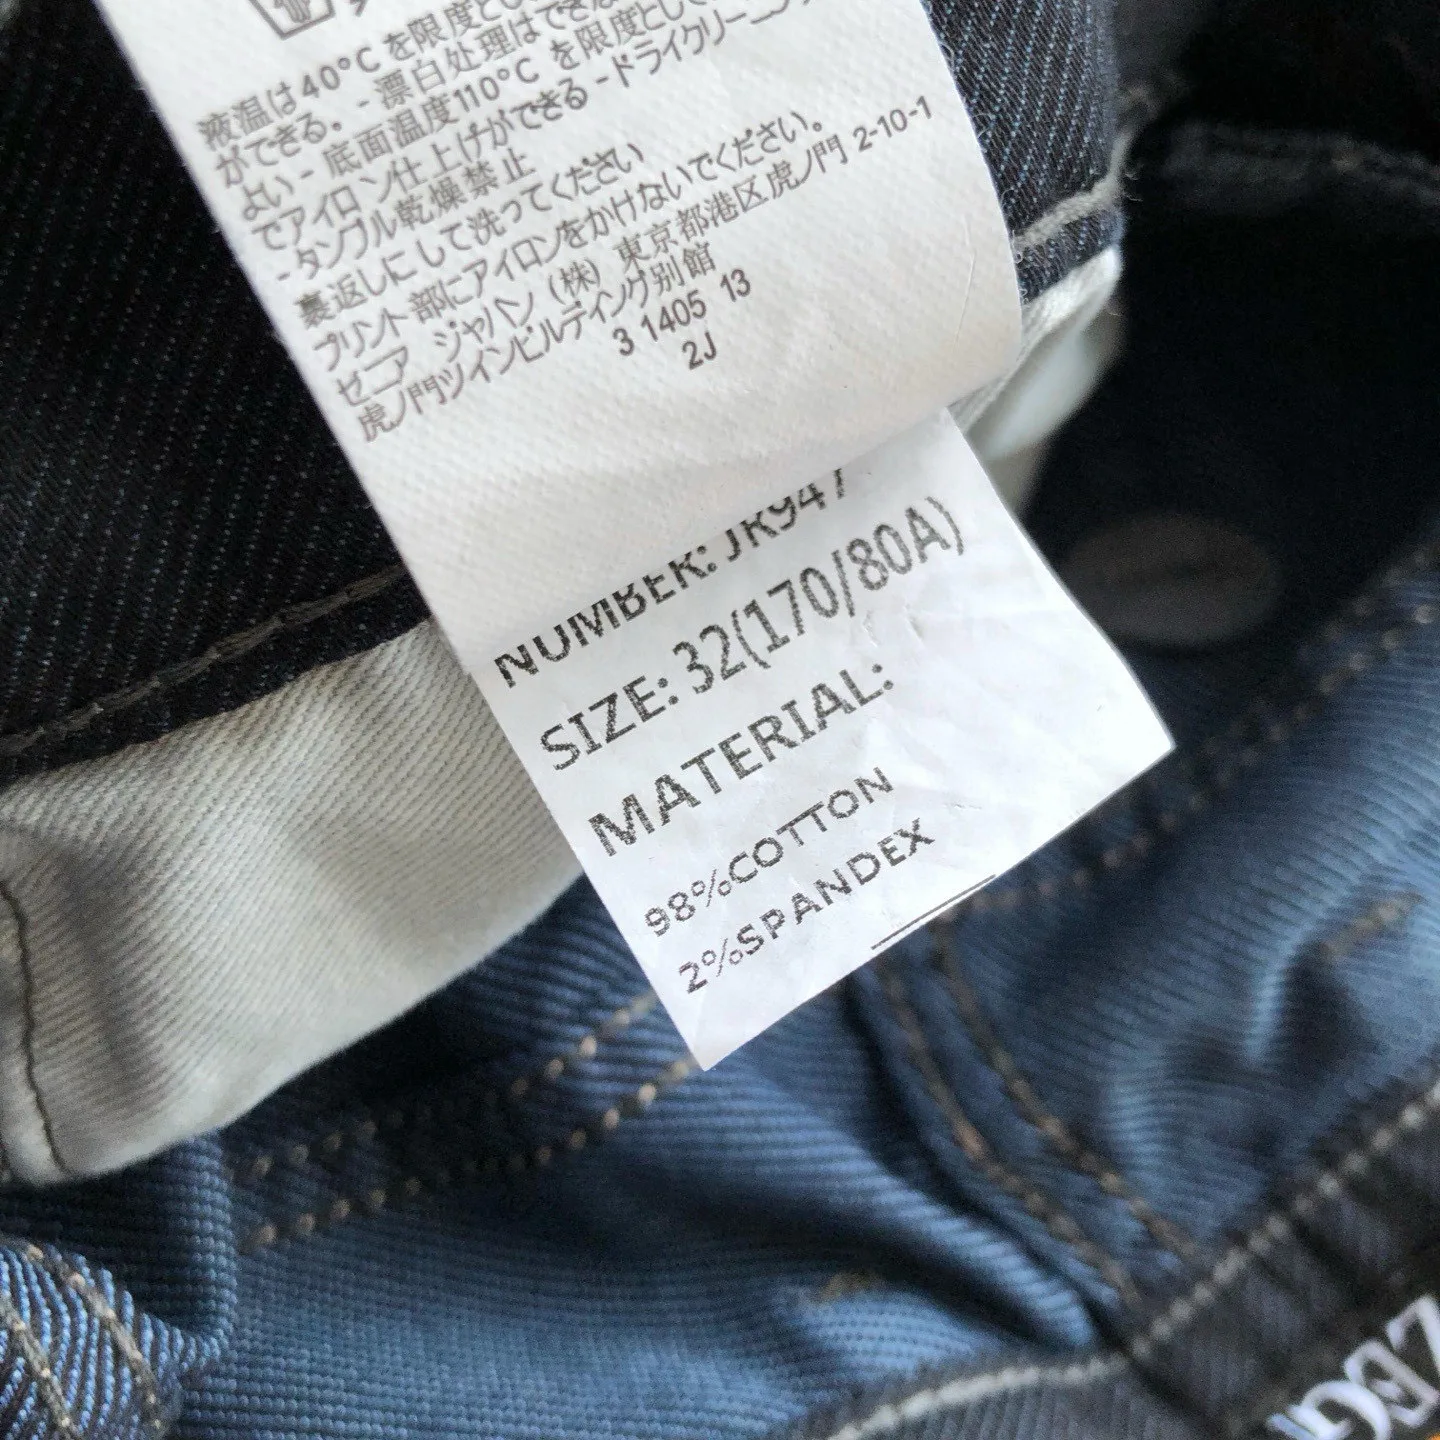 液温は40°C を限度とし
ができる。 - 漂白処理はできな
よい - 底面温度110°C を限度として
でアイロン仕上げができる - ドライクリーニング
- タンブル乾燥禁止
裏返しにして洗ってください
プリント部にアイロンをかけないでください。
ゼニア ジャパン (株) 東京都港区虎ノ門 2-10-1
虎ノ門ツインビルディング别館
3 1405 13
2J
NUMBER: JR947
SIZE: 32(170/80A)
MATERIAL:
98%COTTON
2%SPANDEX
ZEG